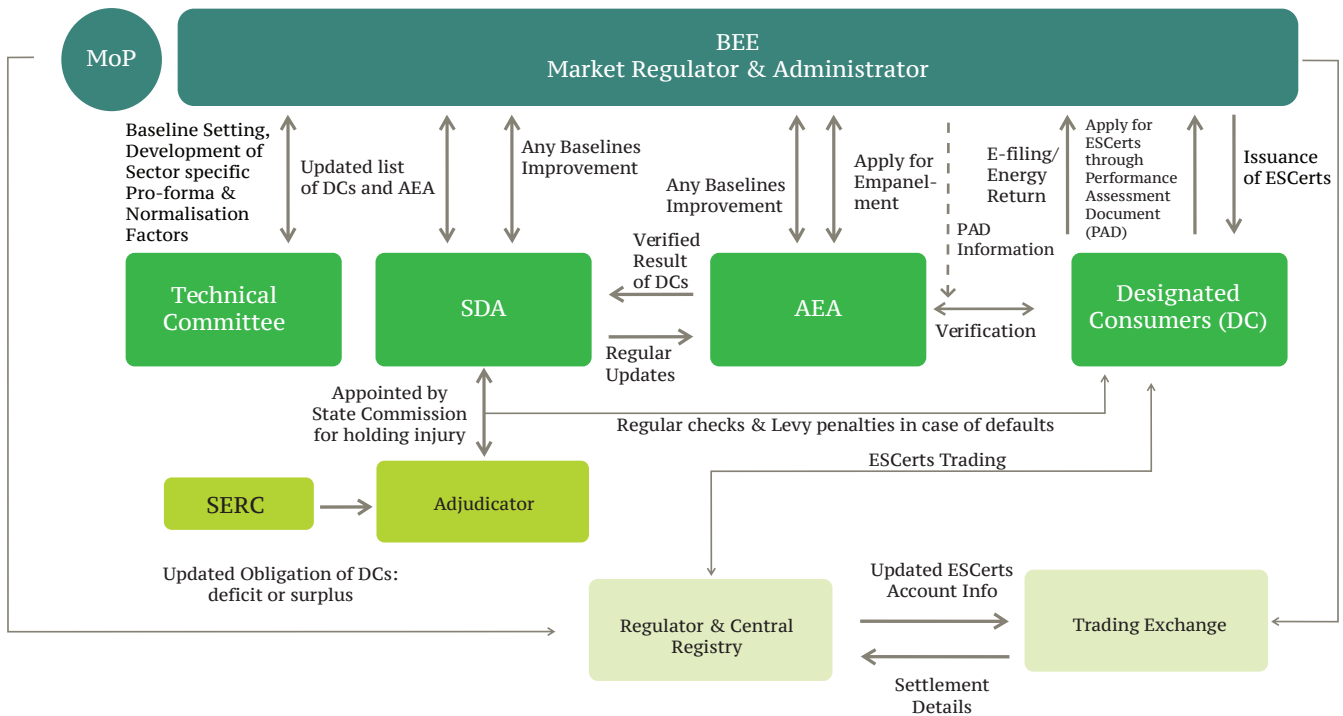 MoP
BEE
Market Regulator & Administrator
Baseline Setting,
Development of
Sector specific
Pro-forma &
Normalisation
Factors
Updated list
of DCs and AEA
Any Baselines
Improvement
Any Baselines
Improvement
Apply for
Empanel-
ment
PAD
Information
E-filing/
Energy
Return
Apply for
ESCerts
through
Performance
Assessment
Document
(PAD)
Issuance
of ESCerts
Technical
Committee
SDA
Verified
Result
of DCs
Regular
Updates
AEA
Verification
Designated
Consumers (DC)
Appointed by
State Commission
for holding injury
Regular checks & Levy penalties in case of defaults
ESCerts Trading
SERC
Adjudicator
Updated Obligation of DCs:
deficit or surplus
Regulator & Central
Registry
Updated ESCerts
Account Info
Settlement
Details
Trading Exchange